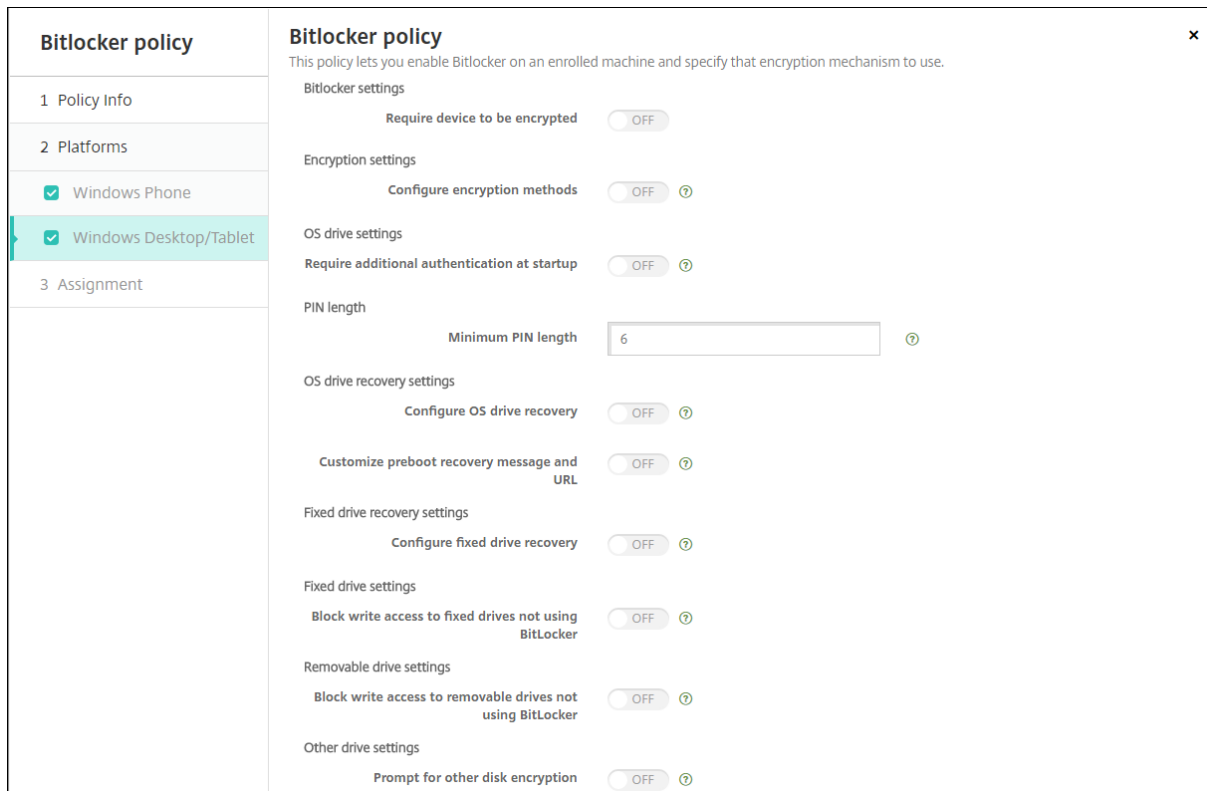 Bitlocker policy
1 Policy Info
2 Platforms
Windows Phone
Windows Desktop/Tablet
3 Assignment
Bitlocker policy
This policy lets you enable Bitlocker on an enrolled machine and specify that encryption mechanism to use.
Bitlocker settings
Require device to be encrypted OFF
Encryption settings
Configure encryption methods OFF ?
OS drive settings
Require additional authentication at startup OFF ?
PIN length
Minimum PIN length 6 ?
OS drive recovery settings
Configure OS drive recovery OFF ?
Customize preboot recovery message and OFF ?
URL
Fixed drive recovery settings
Configure fixed drive recovery OFF ?
Fixed drive settings
Block write access to fixed drives not using OFF ?
BitLocker
Removable drive settings
Block write access to removable drives not OFF ?
using BitLocker
Other drive settings
Prompt for other disk encryption OFF ?